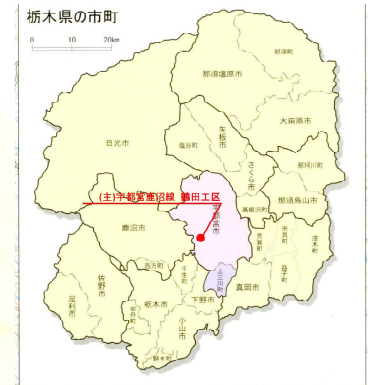 栃木県の市町
0 10 20km
那須町
那須塩原市
大田原市
日光市
矢板市
塩谷町
さくら市
那珂川町
那須烏山市
高根沢町
(主)宇都宮鹿沼線 鶴田工区
宇都宮市
鹿沼市
芳賀町
市貝町
茂木町
益子町
真岡市
上三川町
西方町
壬生町
下野市
栃木市
小山市
岩舟町
野木町
佐野市
足利市